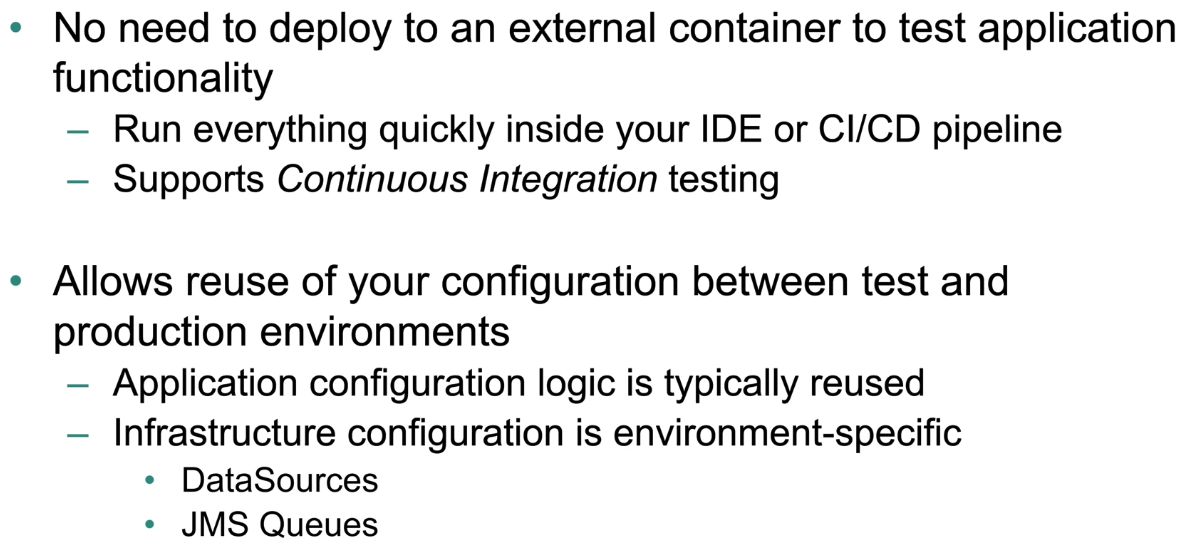 • No need to deploy to an external container to test application
functionality
– Run everything quickly inside your IDE or CI/CD pipeline
– Supports Continuous Integration testing
• Allows reuse of your configuration between test and
production environments
– Application configuration logic is typically reused
– Infrastructure configuration is environment-specific
• DataSources
• JMS Queues